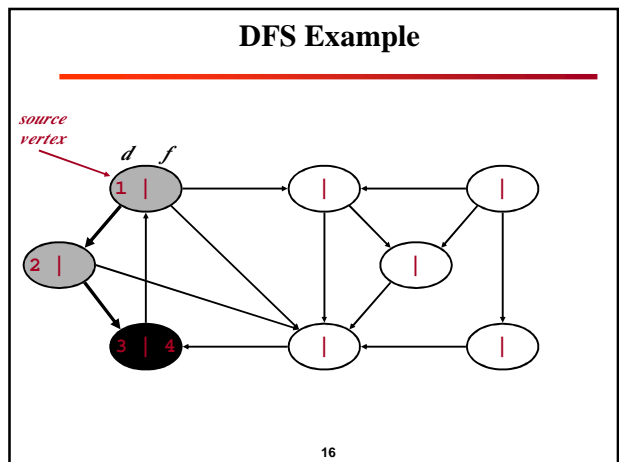 DFS Example
source
vertex
d f
1 | | |
2 | |
3 | 4 | |
16